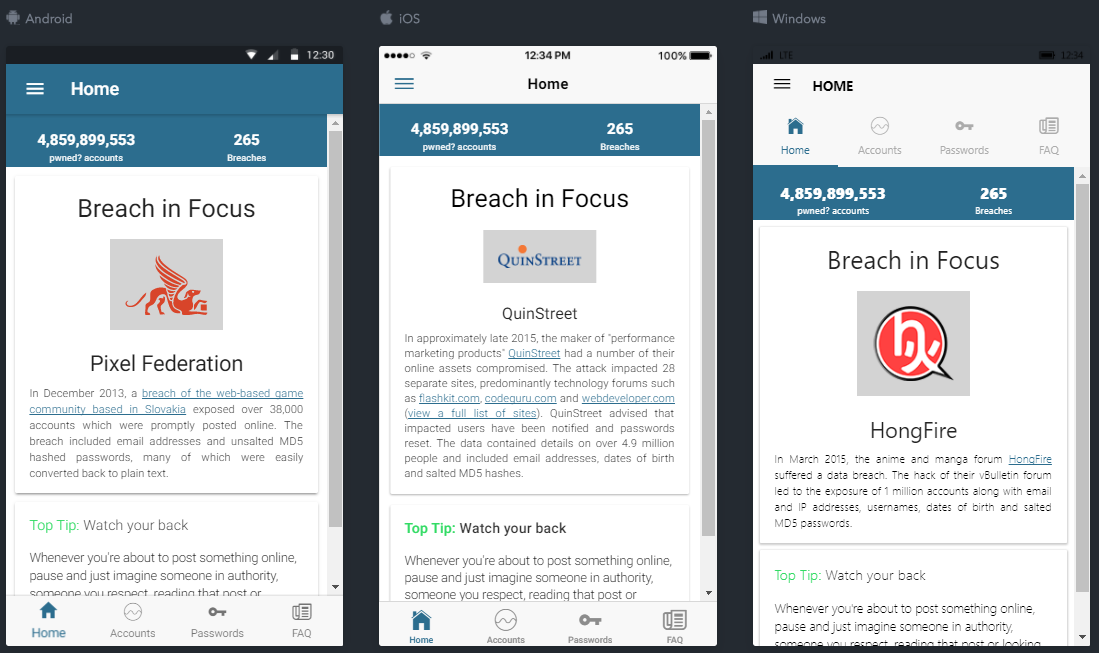 Android
12:30
Home
4,859,899,553
265
pwned? accounts
Breaches
Breach in Focus
Pixel Federation
In December 2013, a breach of the web-based game
community based in Slovakia exposed over 38,000
accounts which were promptly posted online. The
breach included email addresses and unsalted MD5
hashed passwords, many of which were easily
converted back to plain text.
Top Tip: Watch your back
Whenever you're about to post something online,
pause and just imagine someone in authority,
someone you respect, reading that post or
Home
Accounts
Passwords
FAQ
iOS
12:34 PM
100%
Home
4,859,899,553
265
pwned? accounts
Breaches
Breach in Focus
QUINSTREET
QuinStreet
In approximately late 2015, the maker of "performance
marketing products" QuinStreet had a number of their
online assets compromised. The attack impacted 28
separate sites, predominantly technology forums such
as flashkit.com, codeguru.com and webdeveloper.com
(view a full list of sites). QuinStreet advised that
impacted users have been notified and passwords
reset. The data contained details on over 4.9 million
people and included email addresses, dates of birth
and salted MD5 hashes.
Top Tip: Watch your back
Whenever you're about to post something online,
pause and just imagine someone in authority,
someone you respect, reading that post or
Home
Accounts
Passwords
FAQ
Windows
LTE
12:34
HOME
Home
Accounts
Passwords
FAQ
4,859,899,553
265
pwned? accounts
Breaches
Breach in Focus
HongFire
In March 2015, the anime and manga forum HongFire
suffered a data breach. The hack of their vBulletin forum
led to the exposure of 1 million accounts along with email
and IP addresses, usernames, dates of birth and salted
MD5 passwords.
Top Tip: Watch your back
Whenever you're about to post something online,
pause and just imagine someone in authority,
someone you respect, reading that post or looking